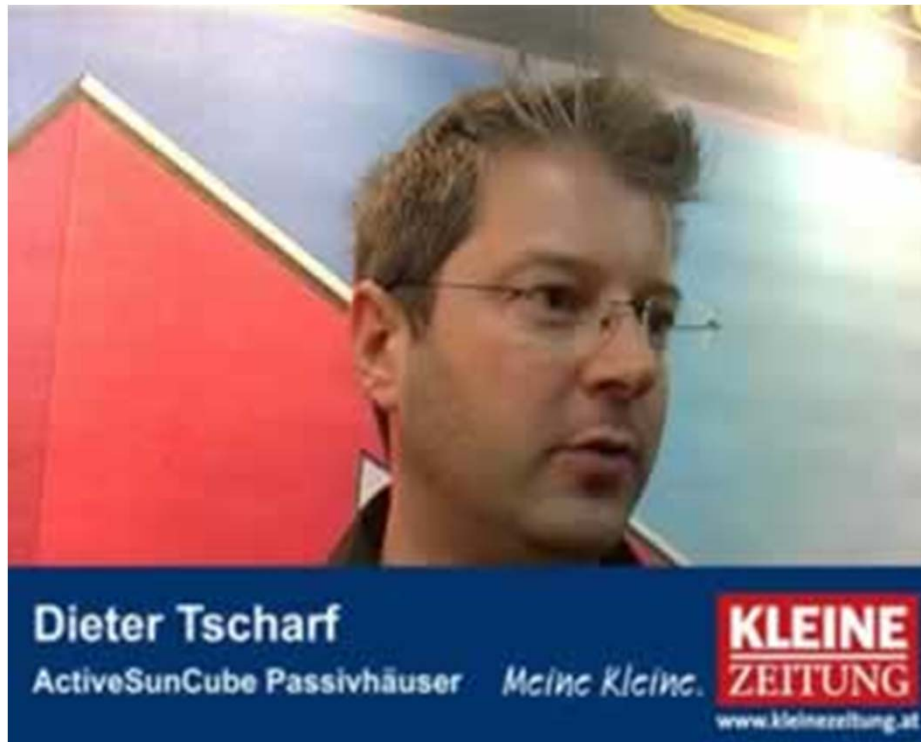 Dieter Tscharf
ActiveSunCube Passivhäuser
Meine Kleine.
KLEINE
ZEITUNG
www.kleinezeitung.at